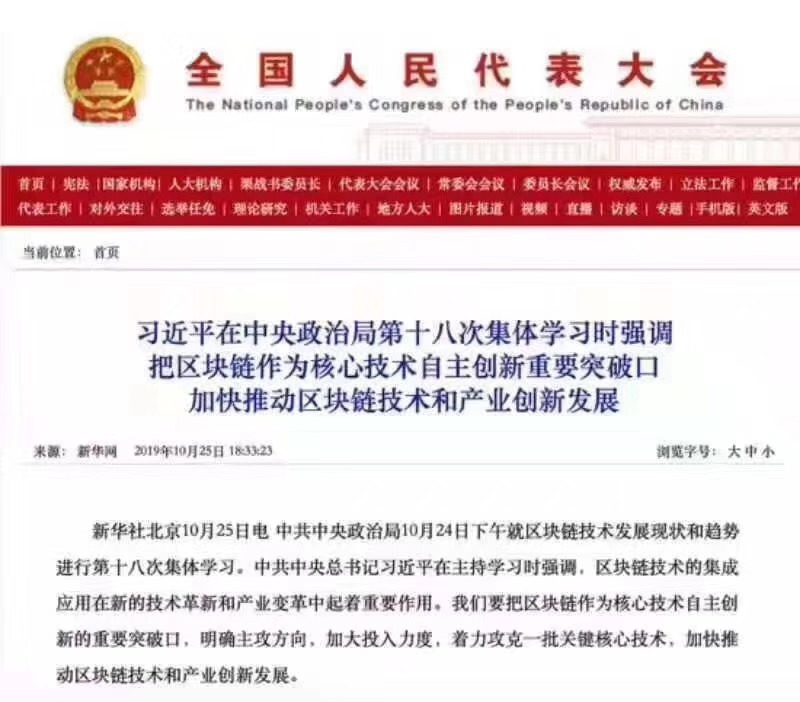 全国人民代表大会
The National People's Congress of the People's Republic of China
首页 | 宪法 | 国家机构 | 人大机构 | 栗战书委员长 | 代表大会会议 | 常委会会议 | 委员长会议 | 权威发布 | 立法工作 | 监督工作
代表工作 | 对外交往 | 选举任免 | 理论研究 | 机关工作 | 地方人大 | 图片报道 | 视频 | 直播 | 访谈 | 专题 | 手机版 | 英文版
当前位置： 首页
习近平在中央政治局第十八次集体学习时强调
把区块链作为核心技术自主创新重要突破口
加快推动区块链技术和产业创新发展
来源： 新华网 2019年10月25日 18:33:23 浏览字号： 大 中 小
新华社北京10月25日电 中共中央政治局10月24日下午就区块链技术发展现状和趋势
进行第十八次集体学习。中共中央总书记习近平在主持学习时强调，区块链技术的集成
应用在新的技术革新和产业变革中起着重要作用。我们要把区块链作为核心技术自主创
新的重要突破口，明确主攻方向，加大投入力度，着力攻克一批关键核心技术，加快推
动区块链技术和产业创新发展。